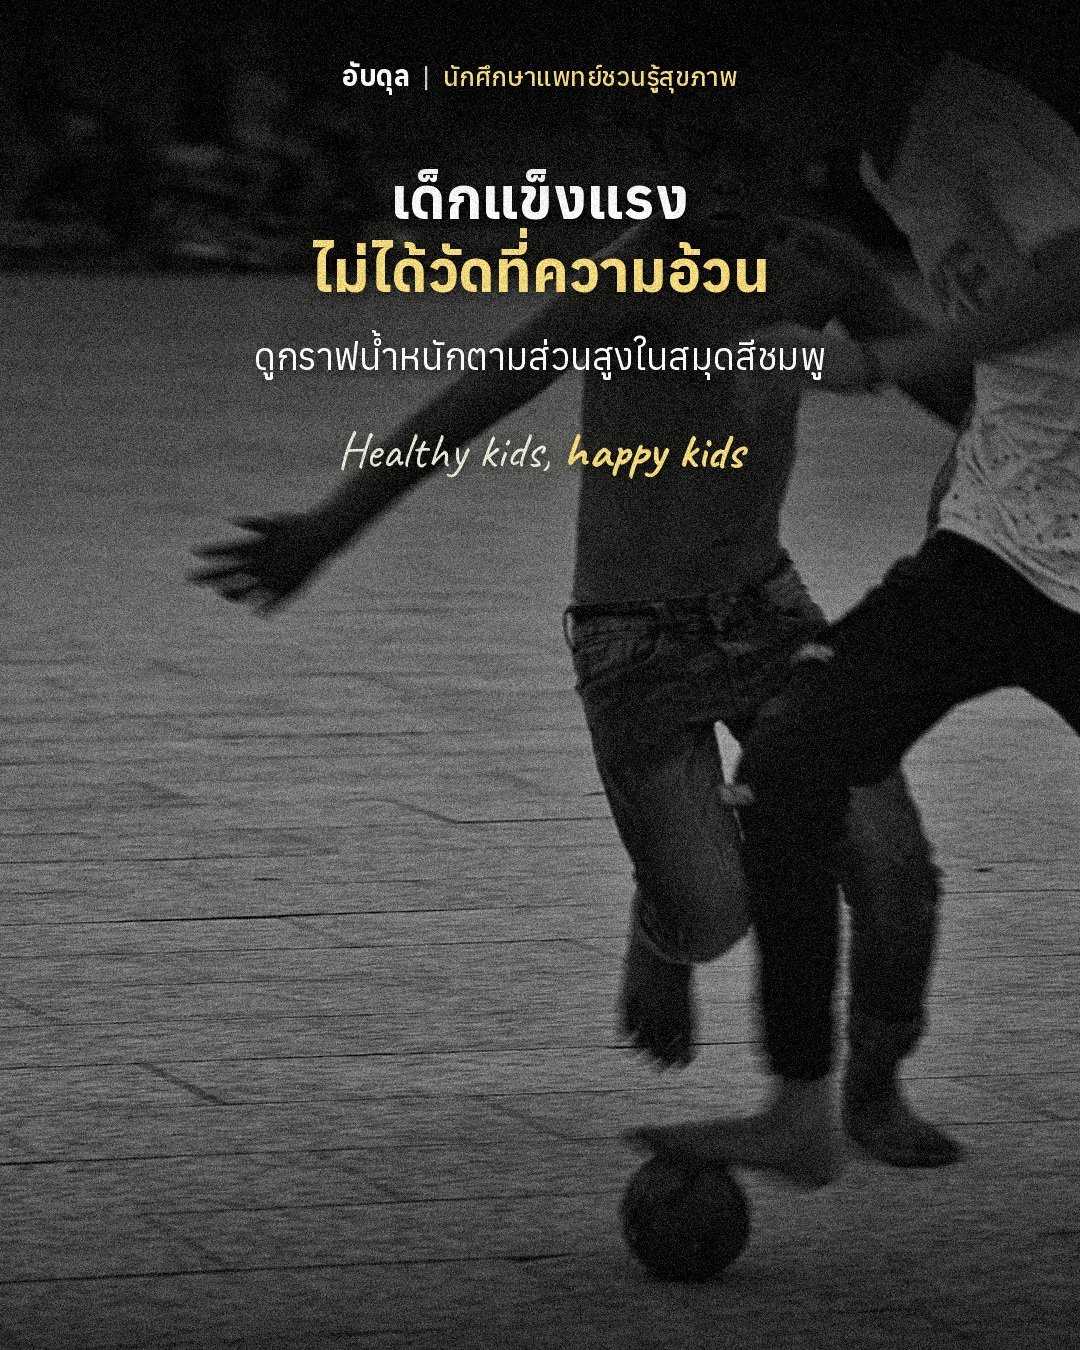 อับดุล | นักศึกษาแพทย์ชวนรู้สุขภาพ
เด็กแข็งแรง
ไม่ได้วัดที่ความอ้วน
ดูกราฟน้ำหนักตามส่วนสูงในสมุดสีชมพู
Healthy kids, happy kids